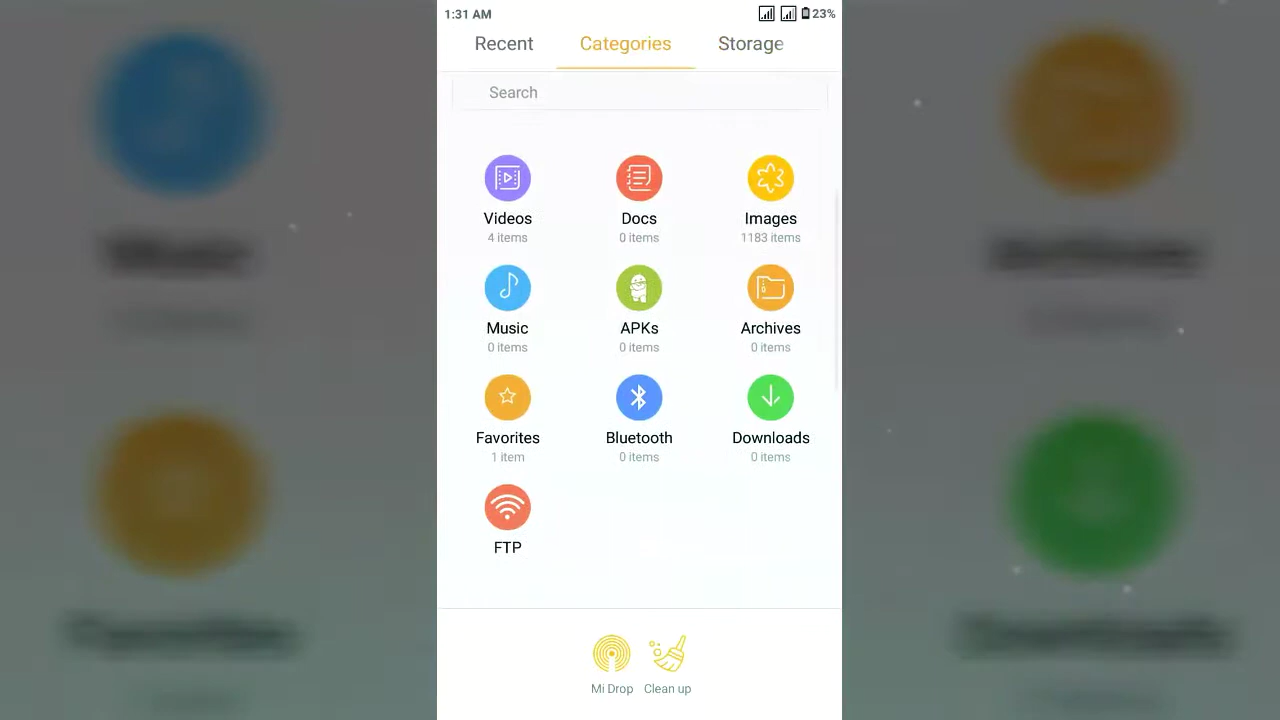 1:31 AM 23%
Recent Categories Storage
Search
Videos Docs Images
4 items 0 items 1183 items
Music APKs Archives
0 items 0 items 0 items
Favorites Bluetooth Downloads
1 item 0 items 0 items
FTP
Mi Drop Clean up